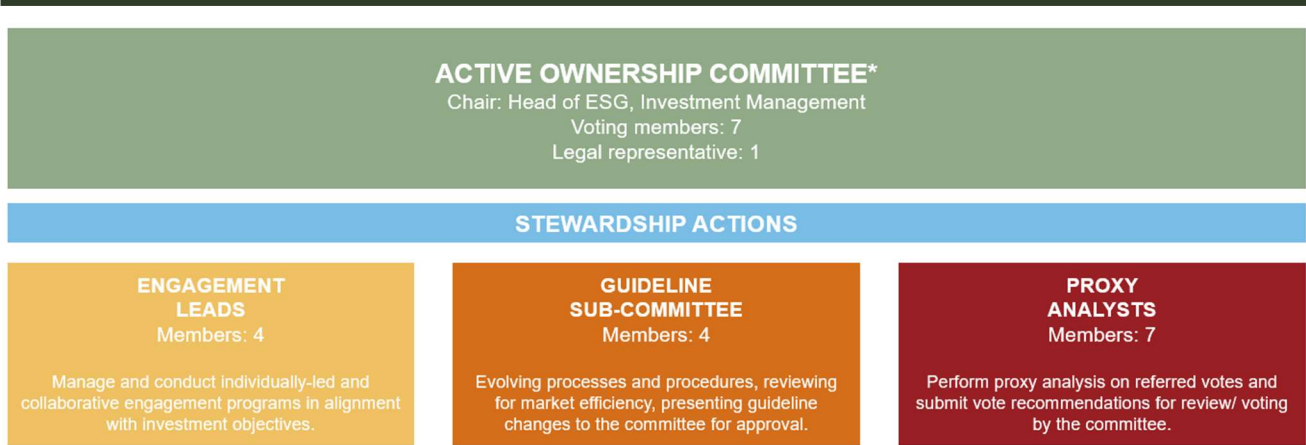 ACTIVE OWNERSHIP COMMITTEE*
Chair: Head of ESG, Investment Management
Voting members: 7
Legal representative: 1
STEWARDSHIP ACTIONS
ENGAGEMENT
LEADS
Members: 4
Manage and conduct individually-led and
collaborative engagement programs in alignment
with investment objectives.
GUIDELINE
SUB-COMMITTEE
Members: 4
Evolving processes and procedures, reviewing
for market efficiency, presenting guideline
changes to the committee for approval.
PROXY
ANALYSTS
Members: 7
Perform proxy analysis on referred votes and
submit vote recommendations for review/ voting
by the committee.